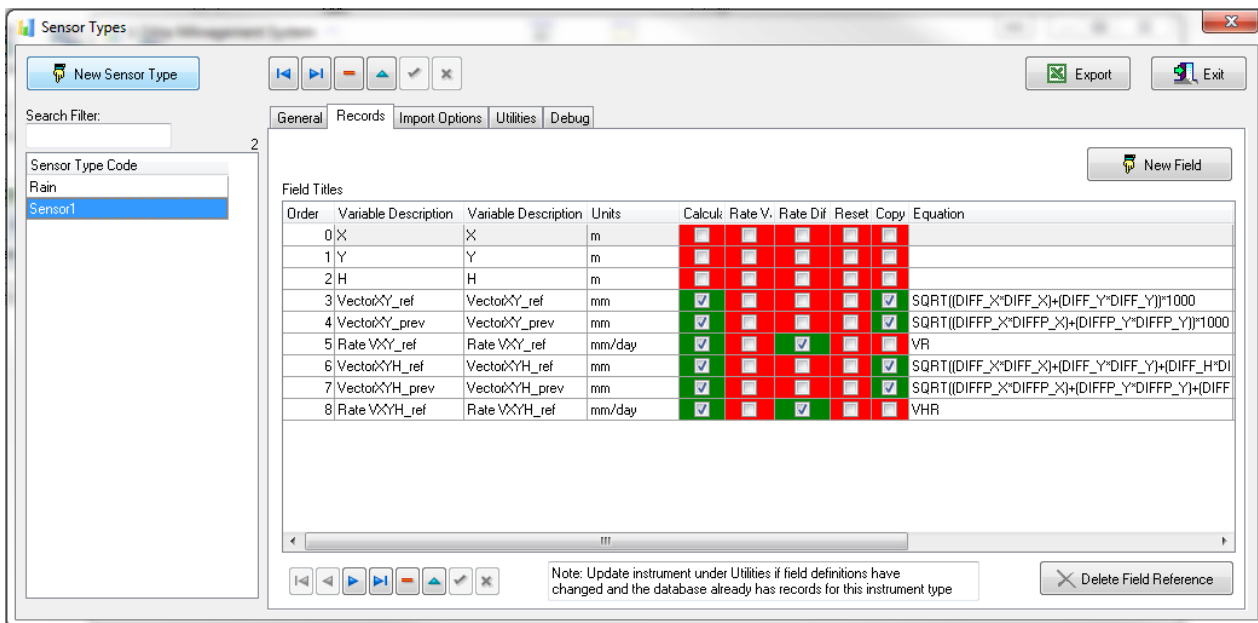 Sensor Types
New Sensor Type
Export
Exit
Search Filter:
General Records Import Options Utilities Debug
2
New Field
Sensor Type Code
Rain
Sensor1
Field Titles
Order Variable Description Variable Description Units Calcula Rate V. Rate Dif Reset Copy Equation
0 X X m
1 Y Y m
2 H H m
3 VectorXY_ref VectorXY_ref mm SQRT((DIFF_X*DIFF_X)+(DIFF_Y*DIFF_Y))*1000
4 VectorXY_prev VectorXY_prev mm SQRT((DIFFP_X*DIFFP_X)+(DIFFP_Y*DIFFP_Y))*1000
5 Rate VXY_ref Rate VXY_ref mm/day VR
6 VectorXYH_ref VectorXYH_ref mm SQRT((DIFF_X*DIFF_X)+(DIFF_Y*DIFF_Y)+(DIFF_H*DI
7 VectorXYH_prev VectorXYH_prev mm SQRT((DIFFP_X*DIFFP_X)+(DIFFP_Y*DIFFP_Y)+(DIFF
8 Rate VXYH_ref Rate VXYH_ref mm/day VHR
Note: Update instrument under Utilities if field definitions have
changed and the database already has records for this instrument type
Delete Field Reference